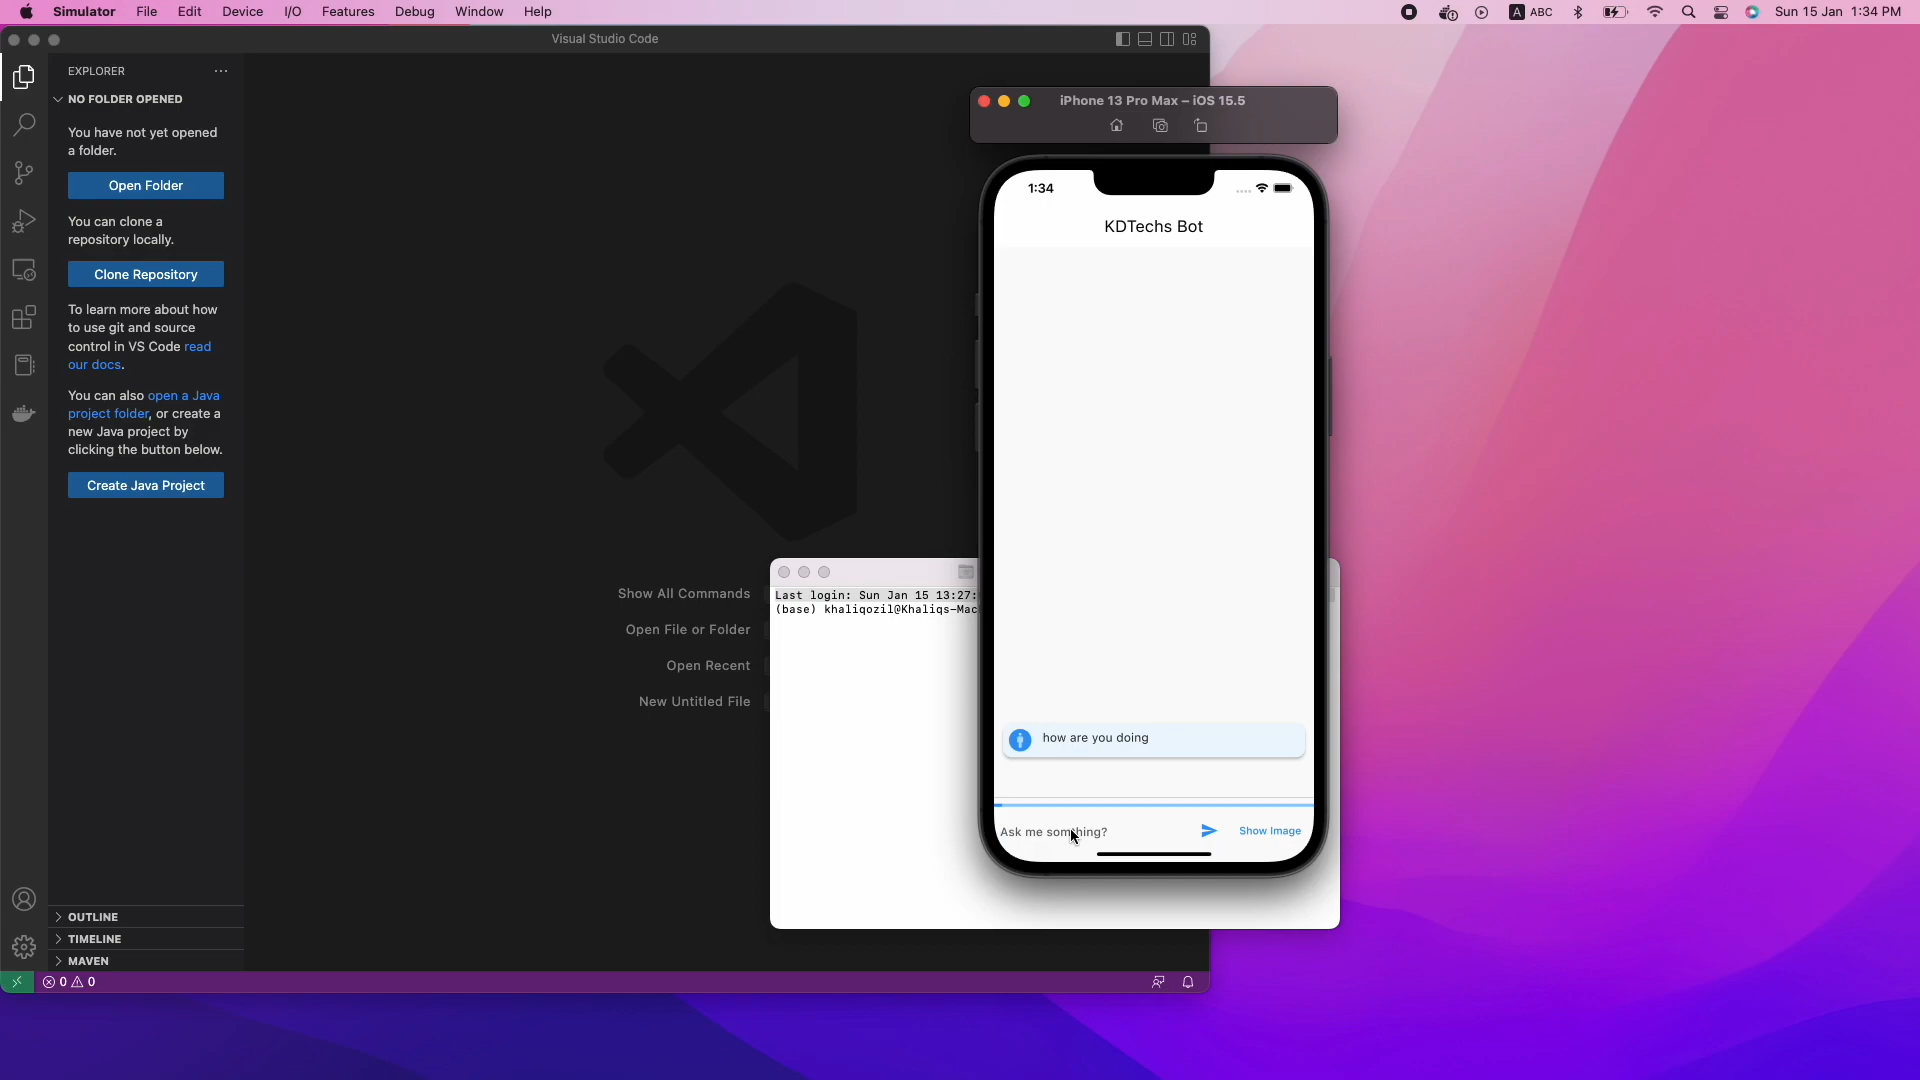 Simulator File Edit Device I/O Features Debug Window Help
A ABC Sun 15 Jan 1:34 PM
Visual Studio Code
EXPLORER
NO FOLDER OPENED
You have not yet opened
a folder.
Open Folder
You can clone a
repository locally.
Clone Repository
To learn more about how
to use git and source
control in VS Code read
our docs.
You can also open a Java
project folder, or create a
new Java project by
clicking the button below.
Create Java Project
OUTLINE
TIMELINE
MAVEN
0 0
Show All Commands
Open File or Folder
Open Recent
New Untitled File
Last login: Sun Jan 15 13:27:
(base) khaliqozil@Khaliqs-Mac
iPhone 13 Pro Max – iOS 15.5
1:34
KDTechs Bot
how are you doing
Ask me somthing?
Show Image